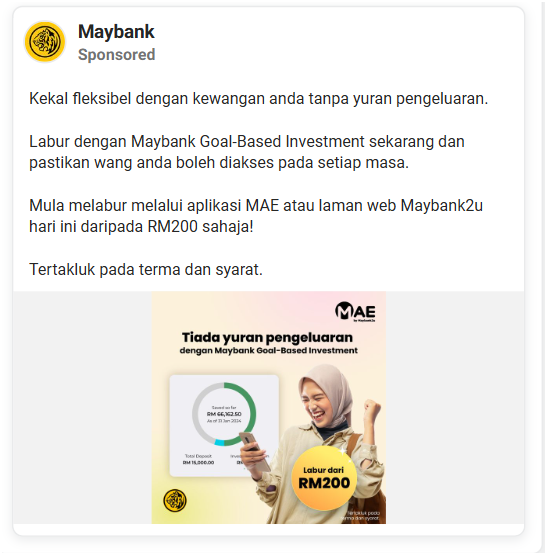 Maybank
Sponsored
Kekal fleksibel dengan kewangan anda tanpa yuran pengeluaran.
Labur dengan Maybank Goal-Based Investment sekarang dan
pastikan wang anda boleh diakses pada setiap masa.
Mula melabur melalui aplikasi MAE atau laman web Maybank2u
hari ini daripada RM200 sahaja!
Tertakluk pada terma dan syarat.
MAE
by Maybank2u
Tiada yuran pengeluaran
dengan Maybank Goal-Based Investment
Saved so far
RM 66,162.50
As of 31 Jan 2024
Total Deposit
RM 15,000.00
Labur dari
RM200
Tertakluk pada
terma dan syarat.